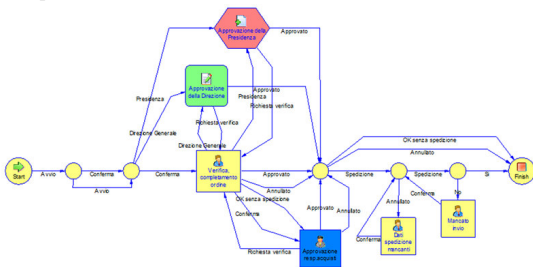 Approvazione della
Presidenza
Approvato
Approvazione
della Direzione
Approvato
Presidenza
Presidenza
Richiesta verifica
Richiesta verifica
Direzione Generale
Direzione Generale
OK senza spedizione
Annullato
Start
Avvio
Conferma
Avvio
Conferma
Verifica,
completamento
ordine
Approvato
Annullato
OK senza spedizione
Conferma
Spedizione
Spedizione
Si
Finish
No
Conferma
Annullato
Mancato
invio
Approvato
Annullato
Dati
spedizione
mancanti
Conferma
Richiesta verifica
Approvazione
resp.acquisti